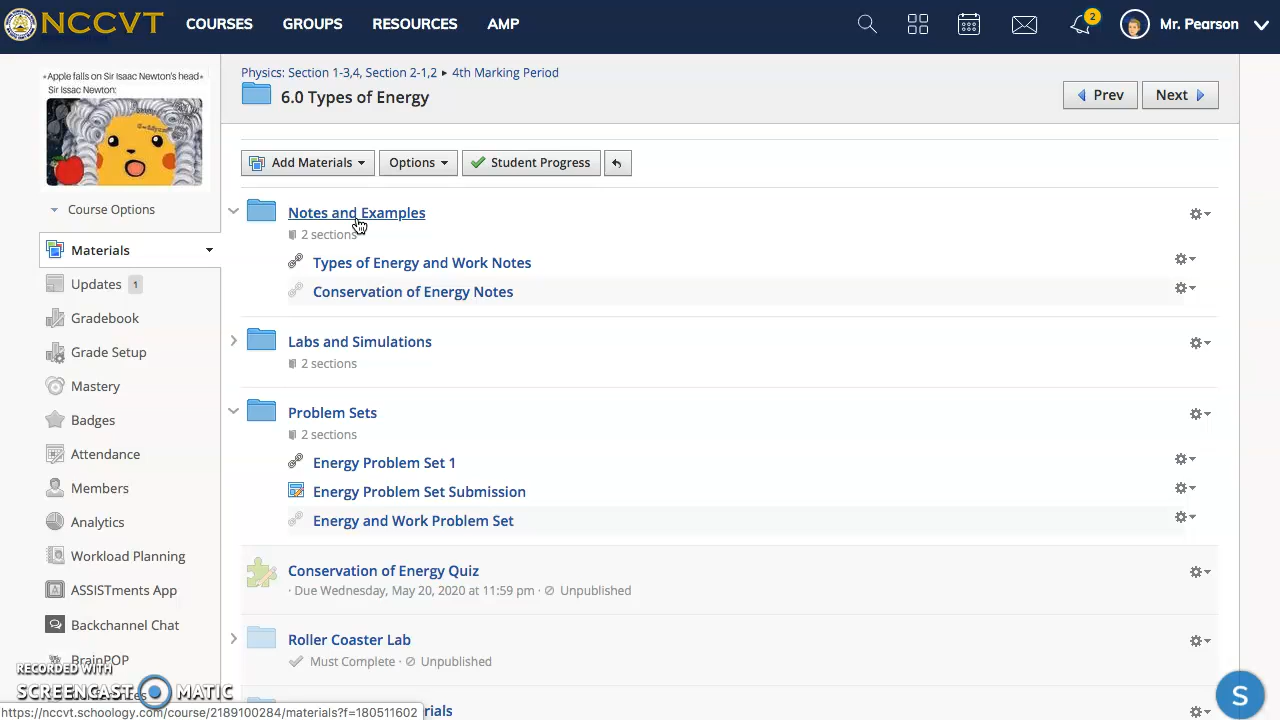 NCCVT COURSES GROUPS RESOURCES AMP 2 Mr. Pearson
Apple falls on Sir Isaac Newton's head
Sir Issac Newton:
Course Options
Materials
Updates 1
Gradebook
Grade Setup
Mastery
Badges
Attendance
Members
Analytics
Workload Planning
ASSISTments App
Backchannel Chat
BrainPOP
RECORDED WITH
SCREENCAST MATIC
Physics: Section 1-3,4, Section 2-1,2 ▸ 4th Marking Period
6.0 Types of Energy
Prev Next
Add Materials Options Student Progress
Notes and Examples
2 sections
Types of Energy and Work Notes
Conservation of Energy Notes
Labs and Simulations
2 sections
Problem Sets
2 sections
Energy Problem Set 1
Energy Problem Set Submission
Energy and Work Problem Set
Conservation of Energy Quiz
· Due Wednesday, May 20, 2020 at 11:59 pm · Unpublished
Roller Coaster Lab
Must Complete · Unpublished
rials
S
https://nccvt.schoology.com/course/2189100284/materials?f=180511602